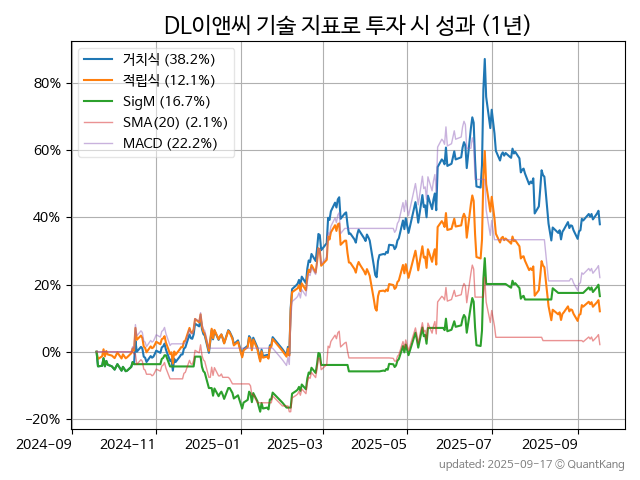 DL이앤씨 기술 지표로 투자 시 성과 (1년)
거치식 (38.2%)
적립식 (12.1%)
SigM (16.7%)
SMA(20) (2.1%)
MACD (22.2%)
80%
60%
40%
20%
0%
−20%
2024-09 2024-11 2025-01 2025-03 2025-05 2025-07 2025-09
updated: 2025-09-17 © QuantKang